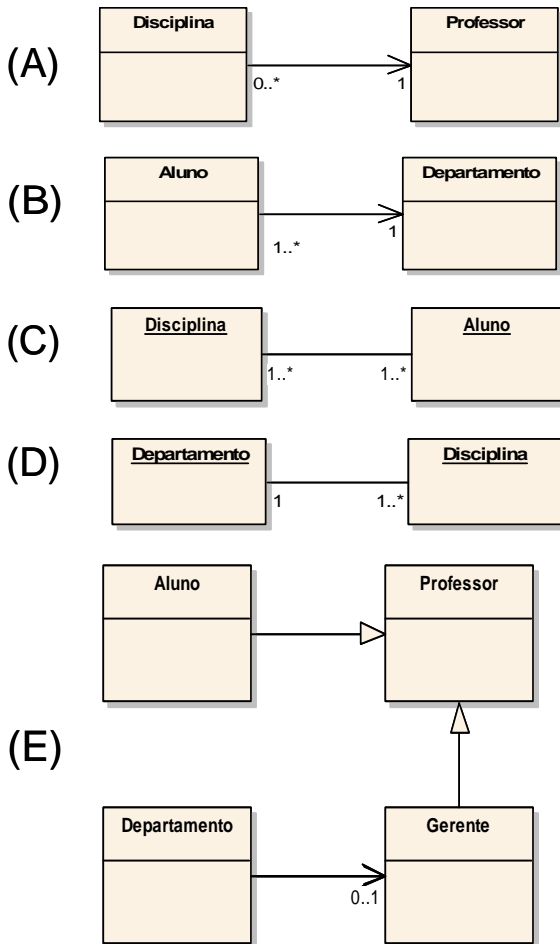 Disciplina Professor
(A)
0..* 1
Aluno Departamento
(B)
1..* 1
Disciplina Aluno
(C)
1..* 1..*
Departamento Disciplina
(D)
1 1..*
Aluno Professor
(E)
Departamento Gerente
0..1